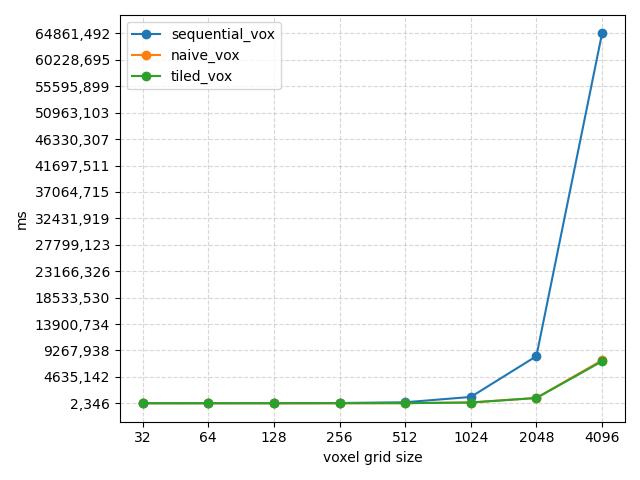 64861,492
60228,695
55595,899
50963,103
46330,307
41697,511
37064,715
32431,919
27799,123
23166,326
18533,530
13900,734
9267,938
4635,142
2,346
ms
sequential_vox
naive_vox
tiled_vox
32 64 128 256 512 1024 2048 4096
voxel grid size